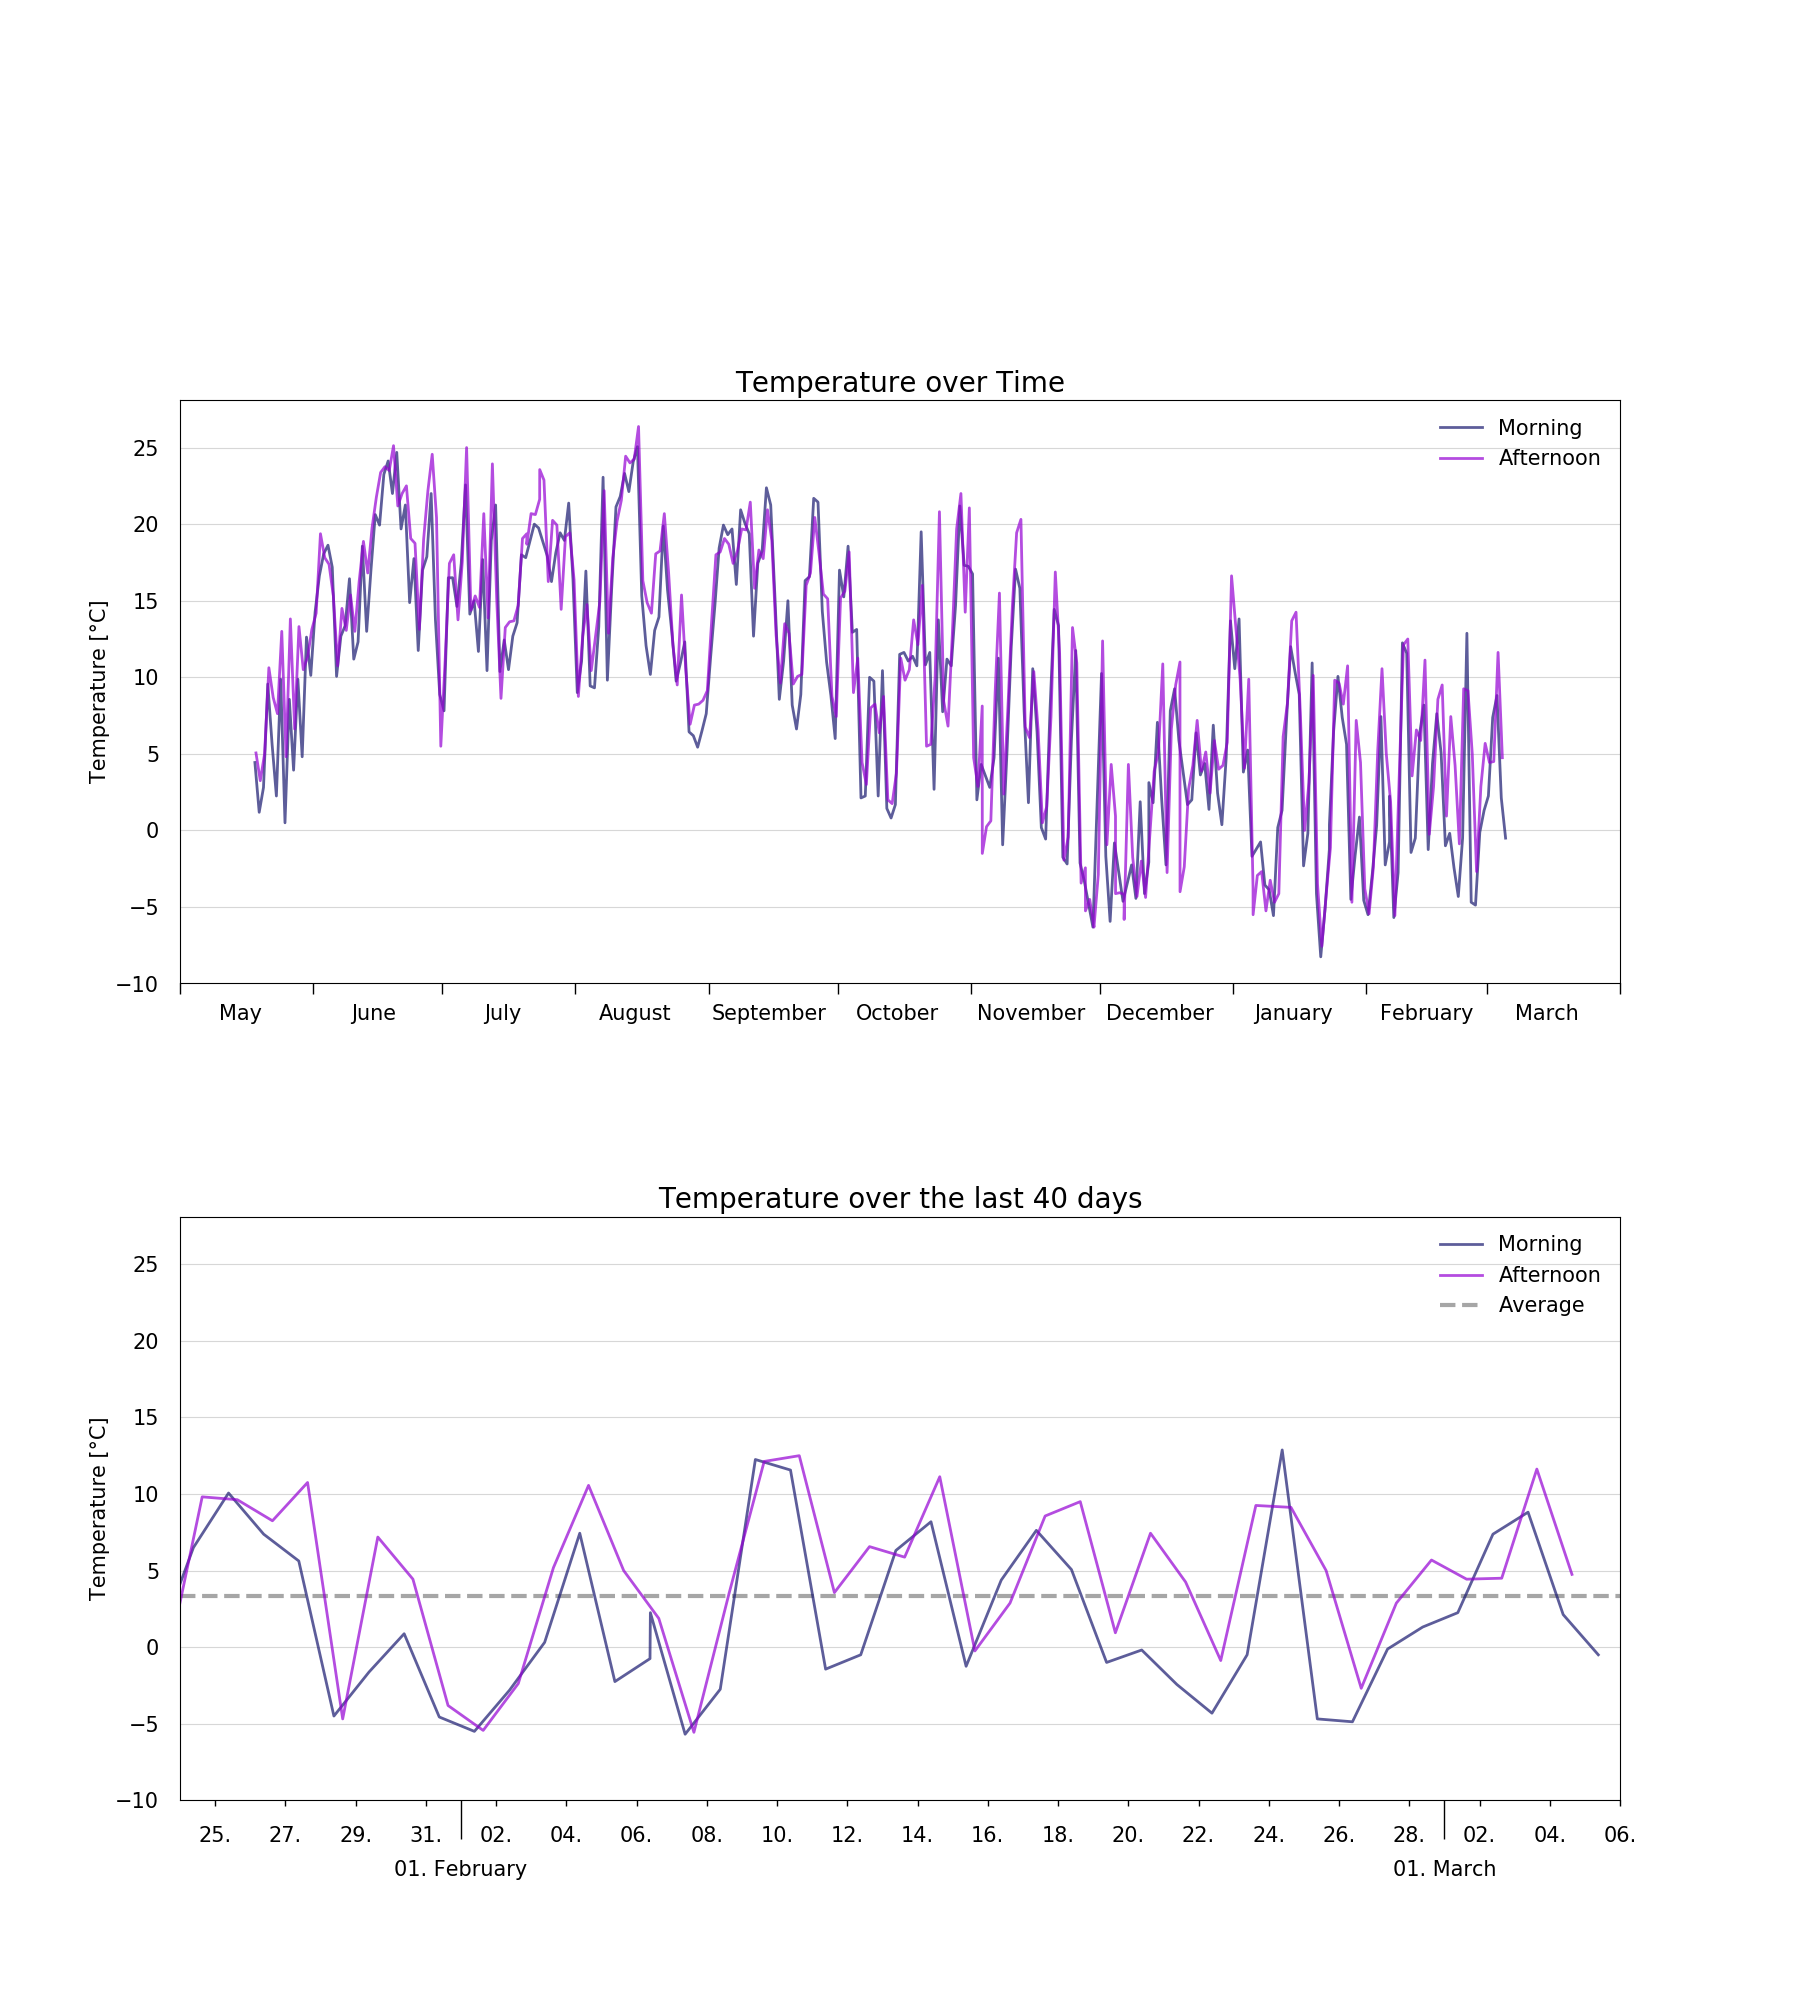 Temperature over Time
Morning
Afternoon
Temperature [°C]
25
20
15
10
5
0
−5
−10
May June July August September October November December January February March
Temperature over the last 40 days
Morning
Afternoon
Average
Temperature [°C]
25
20
15
10
5
0
−5
−10
25. 27. 29. 31. 02. 04. 06. 08. 10. 12. 14. 16. 18. 20. 22. 24. 26. 28. 02. 04. 06.
01. February 01. March